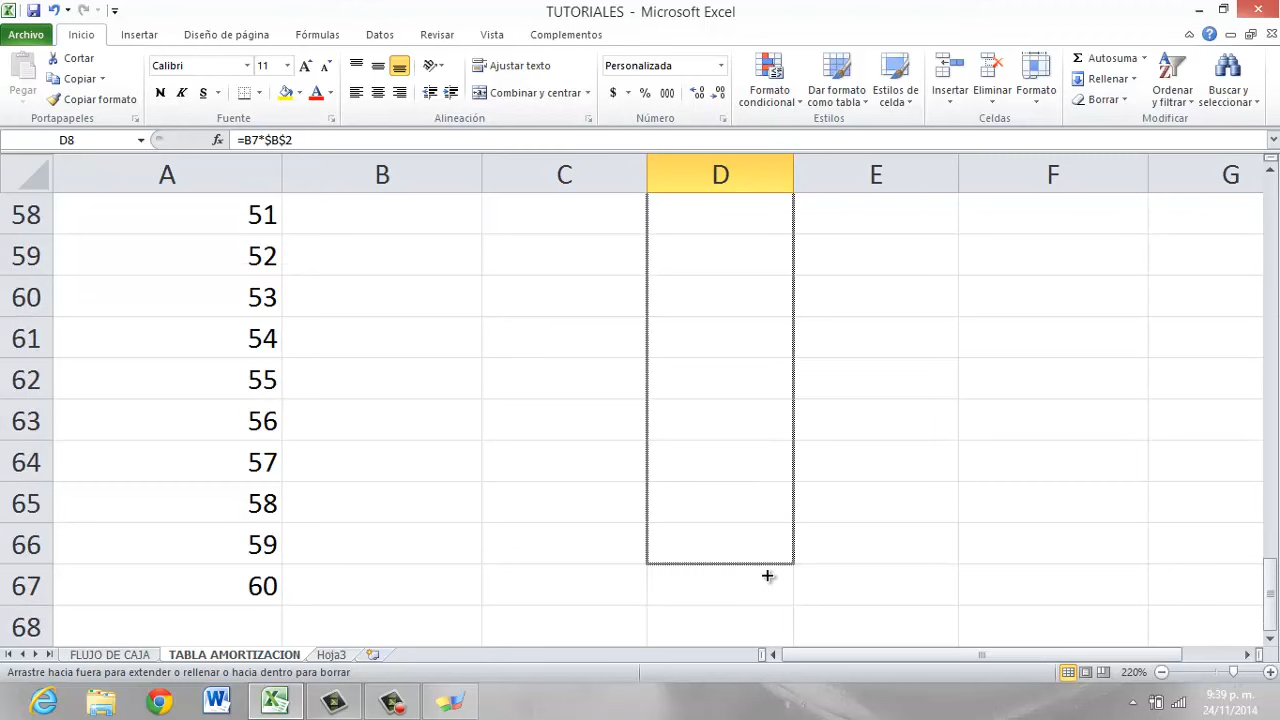 TUTORIALES - Microsoft Excel
Archivo Inicio Insertar Diseño de página Fórmulas Datos Revisar Vista Complementos
Pegar
Cortar
Copiar
Copiar formato
Portapapeles
Calibri 11
N K S
Fuente
Ajustar texto
Combinar y centrar
Alineación
Personalizada
$ % 000
Número
Formato condicional
Dar formato como tabla
Estilos de celda
Estilos
Insertar Eliminar Formato
Celdas
Autosuma
Rellenar
Borrar
Ordenar y filtrar
Buscar y seleccionar
Modificar
D8 fx =B7*$B$2
A B C D E F G
58 51
59 52
60 53
61 54
62 55
63 56
64 57
65 58
66 59
67 60
68
FLUJO DE CAJA TABLA AMORTIZACION Hoja3
Arrastre hacia fuera para extender o rellenar o hacia dentro para borrar 220%
9:39 p. m.
24/11/2014